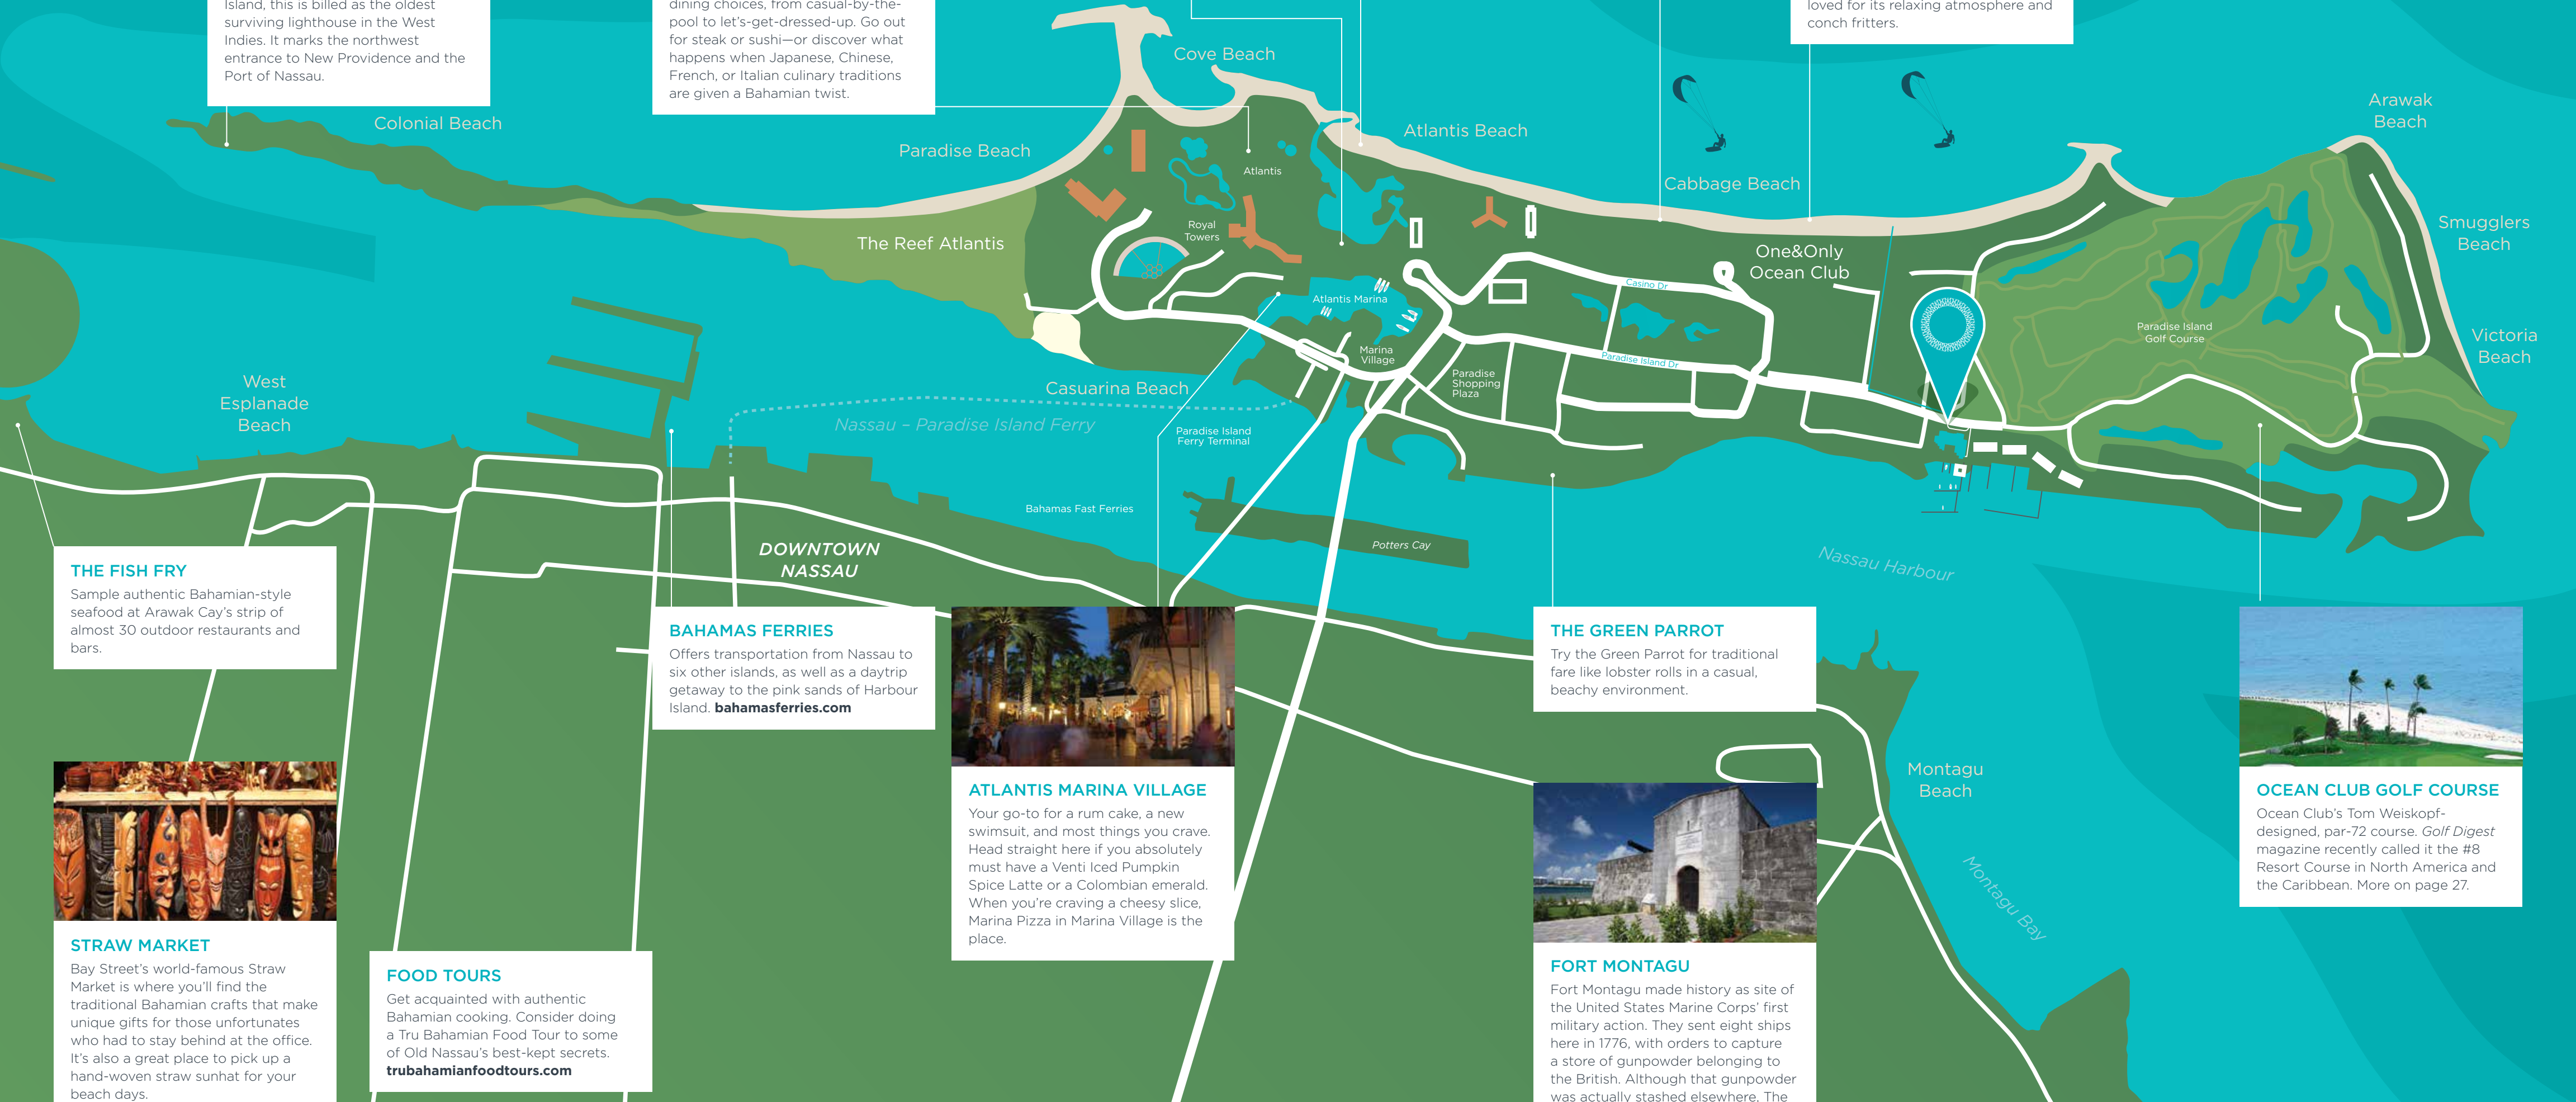 Island, this is billed as the oldest
surviving lighthouse in the West
Indies. It marks the northwest
entrance to New Providence and the
Port of Nassau.
dining choices, from casual-by-the-
pool to let's-get-dressed-up. Go out
for steak or sushi—or discover what
happens when Japanese, Chinese,
French, or Italian culinary traditions
are given a Bahamian twist.
loved for its relaxing atmosphere and
conch fritters.
Cove Beach
Colonial Beach
Paradise Beach
Atlantis Beach
Cabbage Beach
Arawak
Beach
Smugglers
Beach
Victoria
Beach
Atlantis
Royal
Towers
The Reef Atlantis
One&Only
Ocean Club
Casino Dr
Atlantis Marina
Marina
Village
Paradise Island Dr
Paradise
Shopping
Plaza
Paradise Island
Golf Course
West
Esplanade
Beach
Casuarina Beach
Nassau – Paradise Island Ferry
Paradise Island
Ferry Terminal
Bahamas Fast Ferries
Potters Cay
DOWNTOWN
NASSAU
Nassau Harbour
Montagu
Beach
Montagu Bay
THE FISH FRY
Sample authentic Bahamian-style
seafood at Arawak Cay's strip of
almost 30 outdoor restaurants and
bars.
BAHAMAS FERRIES
Offers transportation from Nassau to
six other islands, as well as a daytrip
getaway to the pink sands of Harbour
Island. bahamasferries.com
THE GREEN PARROT
Try the Green Parrot for traditional
fare like lobster rolls in a casual,
beachy environment.
ATLANTIS MARINA VILLAGE
Your go-to for a rum cake, a new
swimsuit, and most things you crave.
Head straight here if you absolutely
must have a Venti Iced Pumpkin
Spice Latte or a Colombian emerald.
When you're craving a cheesy slice,
Marina Pizza in Marina Village is the
place.
OCEAN CLUB GOLF COURSE
Ocean Club's Tom Weiskopf-
designed, par-72 course. Golf Digest
magazine recently called it the #8
Resort Course in North America and
the Caribbean. More on page 27.
STRAW MARKET
Bay Street's world-famous Straw
Market is where you'll find the
traditional Bahamian crafts that make
unique gifts for those unfortunates
who had to stay behind at the office.
It's also a great place to pick up a
hand-woven straw sunhat for your
beach days.
FOOD TOURS
Get acquainted with authentic
Bahamian cooking. Consider doing
a Tru Bahamian Food Tour to some
of Old Nassau's best-kept secrets.
trubahamianfoodtours.com
FORT MONTAGU
Fort Montagu made history as site of
the United States Marine Corps' first
military action. They sent eight ships
here in 1776, with orders to capture
a store of gunpowder belonging to
the British. Although that gunpowder
was actually stashed elsewhere. The